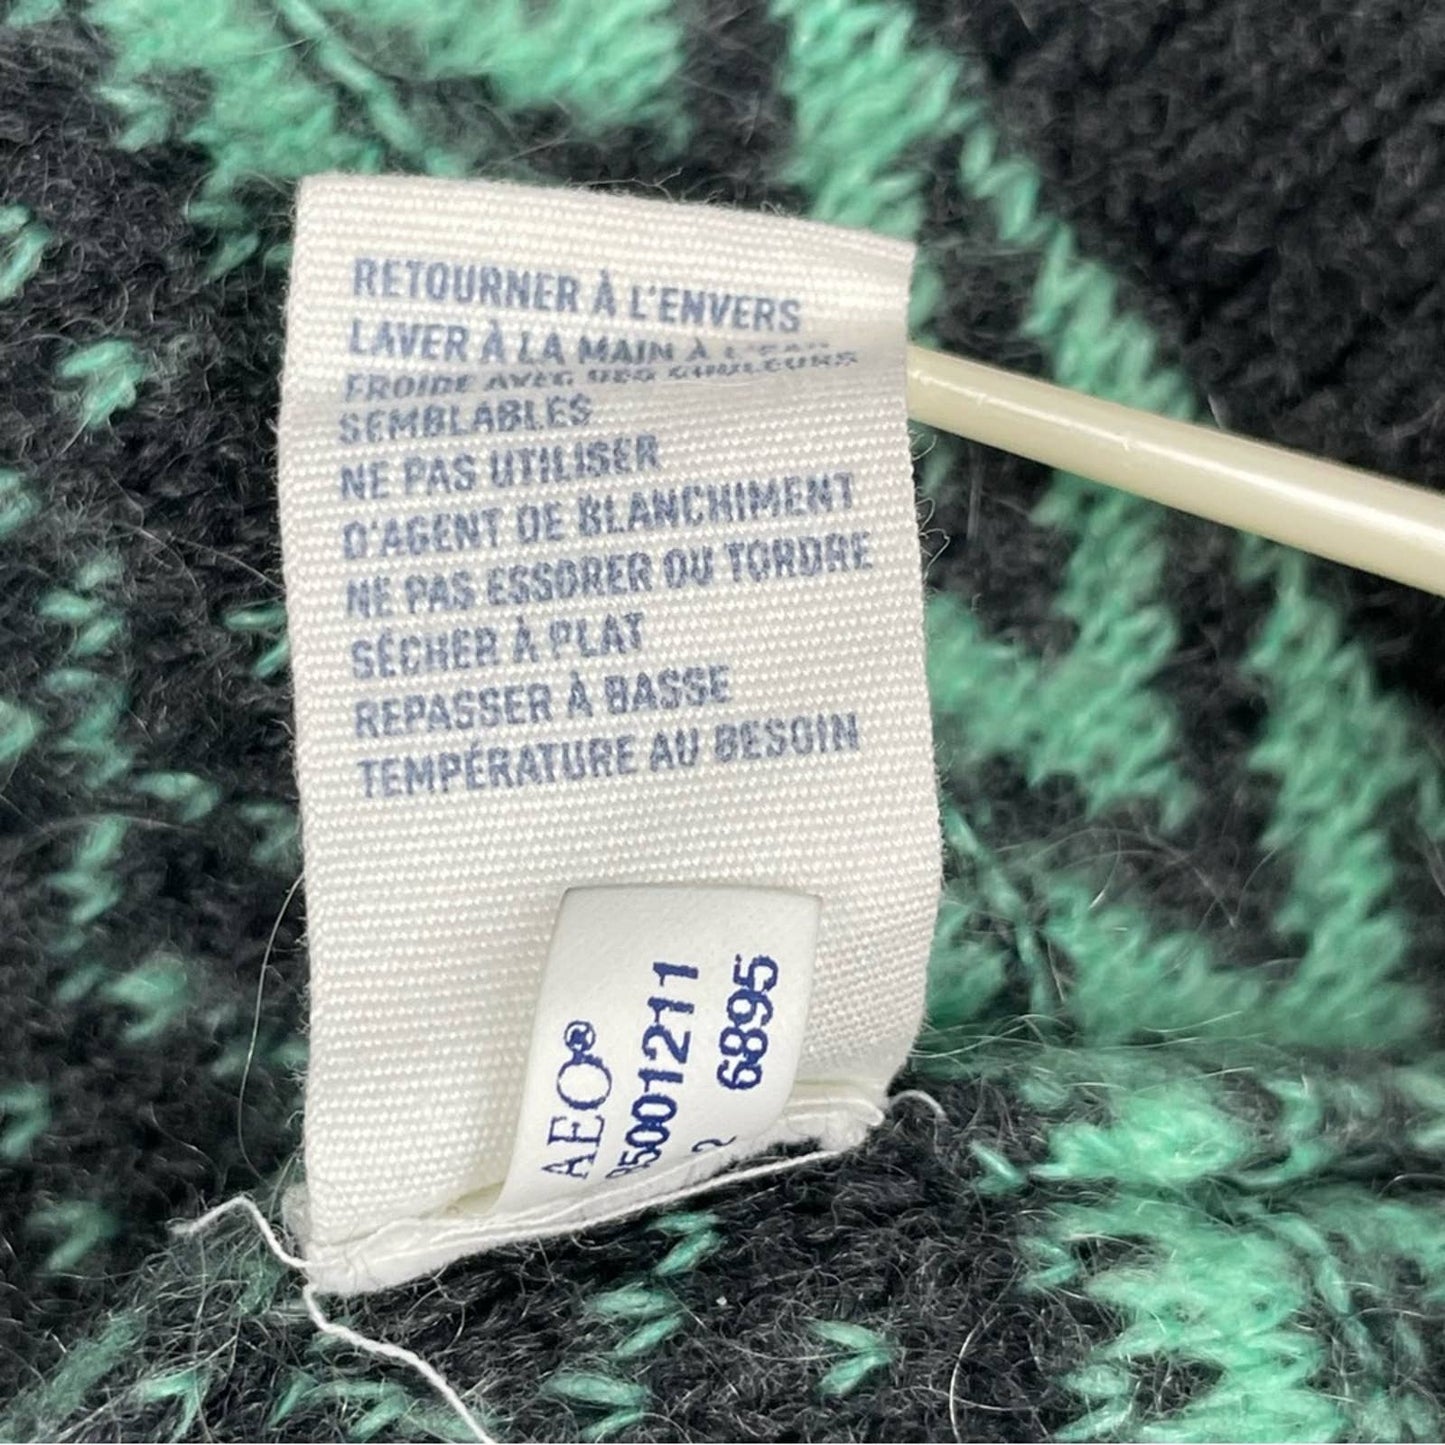 RETOURNER À L'ENVERS
LAVER À LA MAIN À L'EAU
FROIDE AVEC DES COULEURS
SEMBLABLES
NE PAS UTILISER
D'AGENT DE BLANCHIMENT
NE PAS ESSORER OU TORDRE
SÉCHER À PLAT
REPASSER À BASSE
TEMPÉRATURE AU BESOIN
AEO®
6895